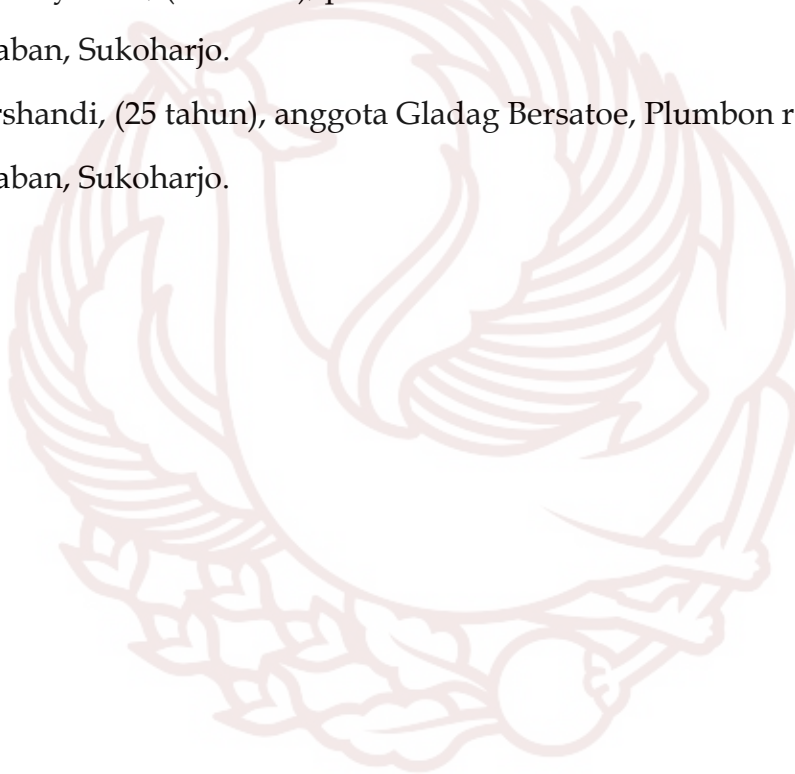 aban, Sukoharjo.
rshandi, (25 tahun), anggota Gladag Bersatoe, Plumbon r
aban, Sukoharjo.